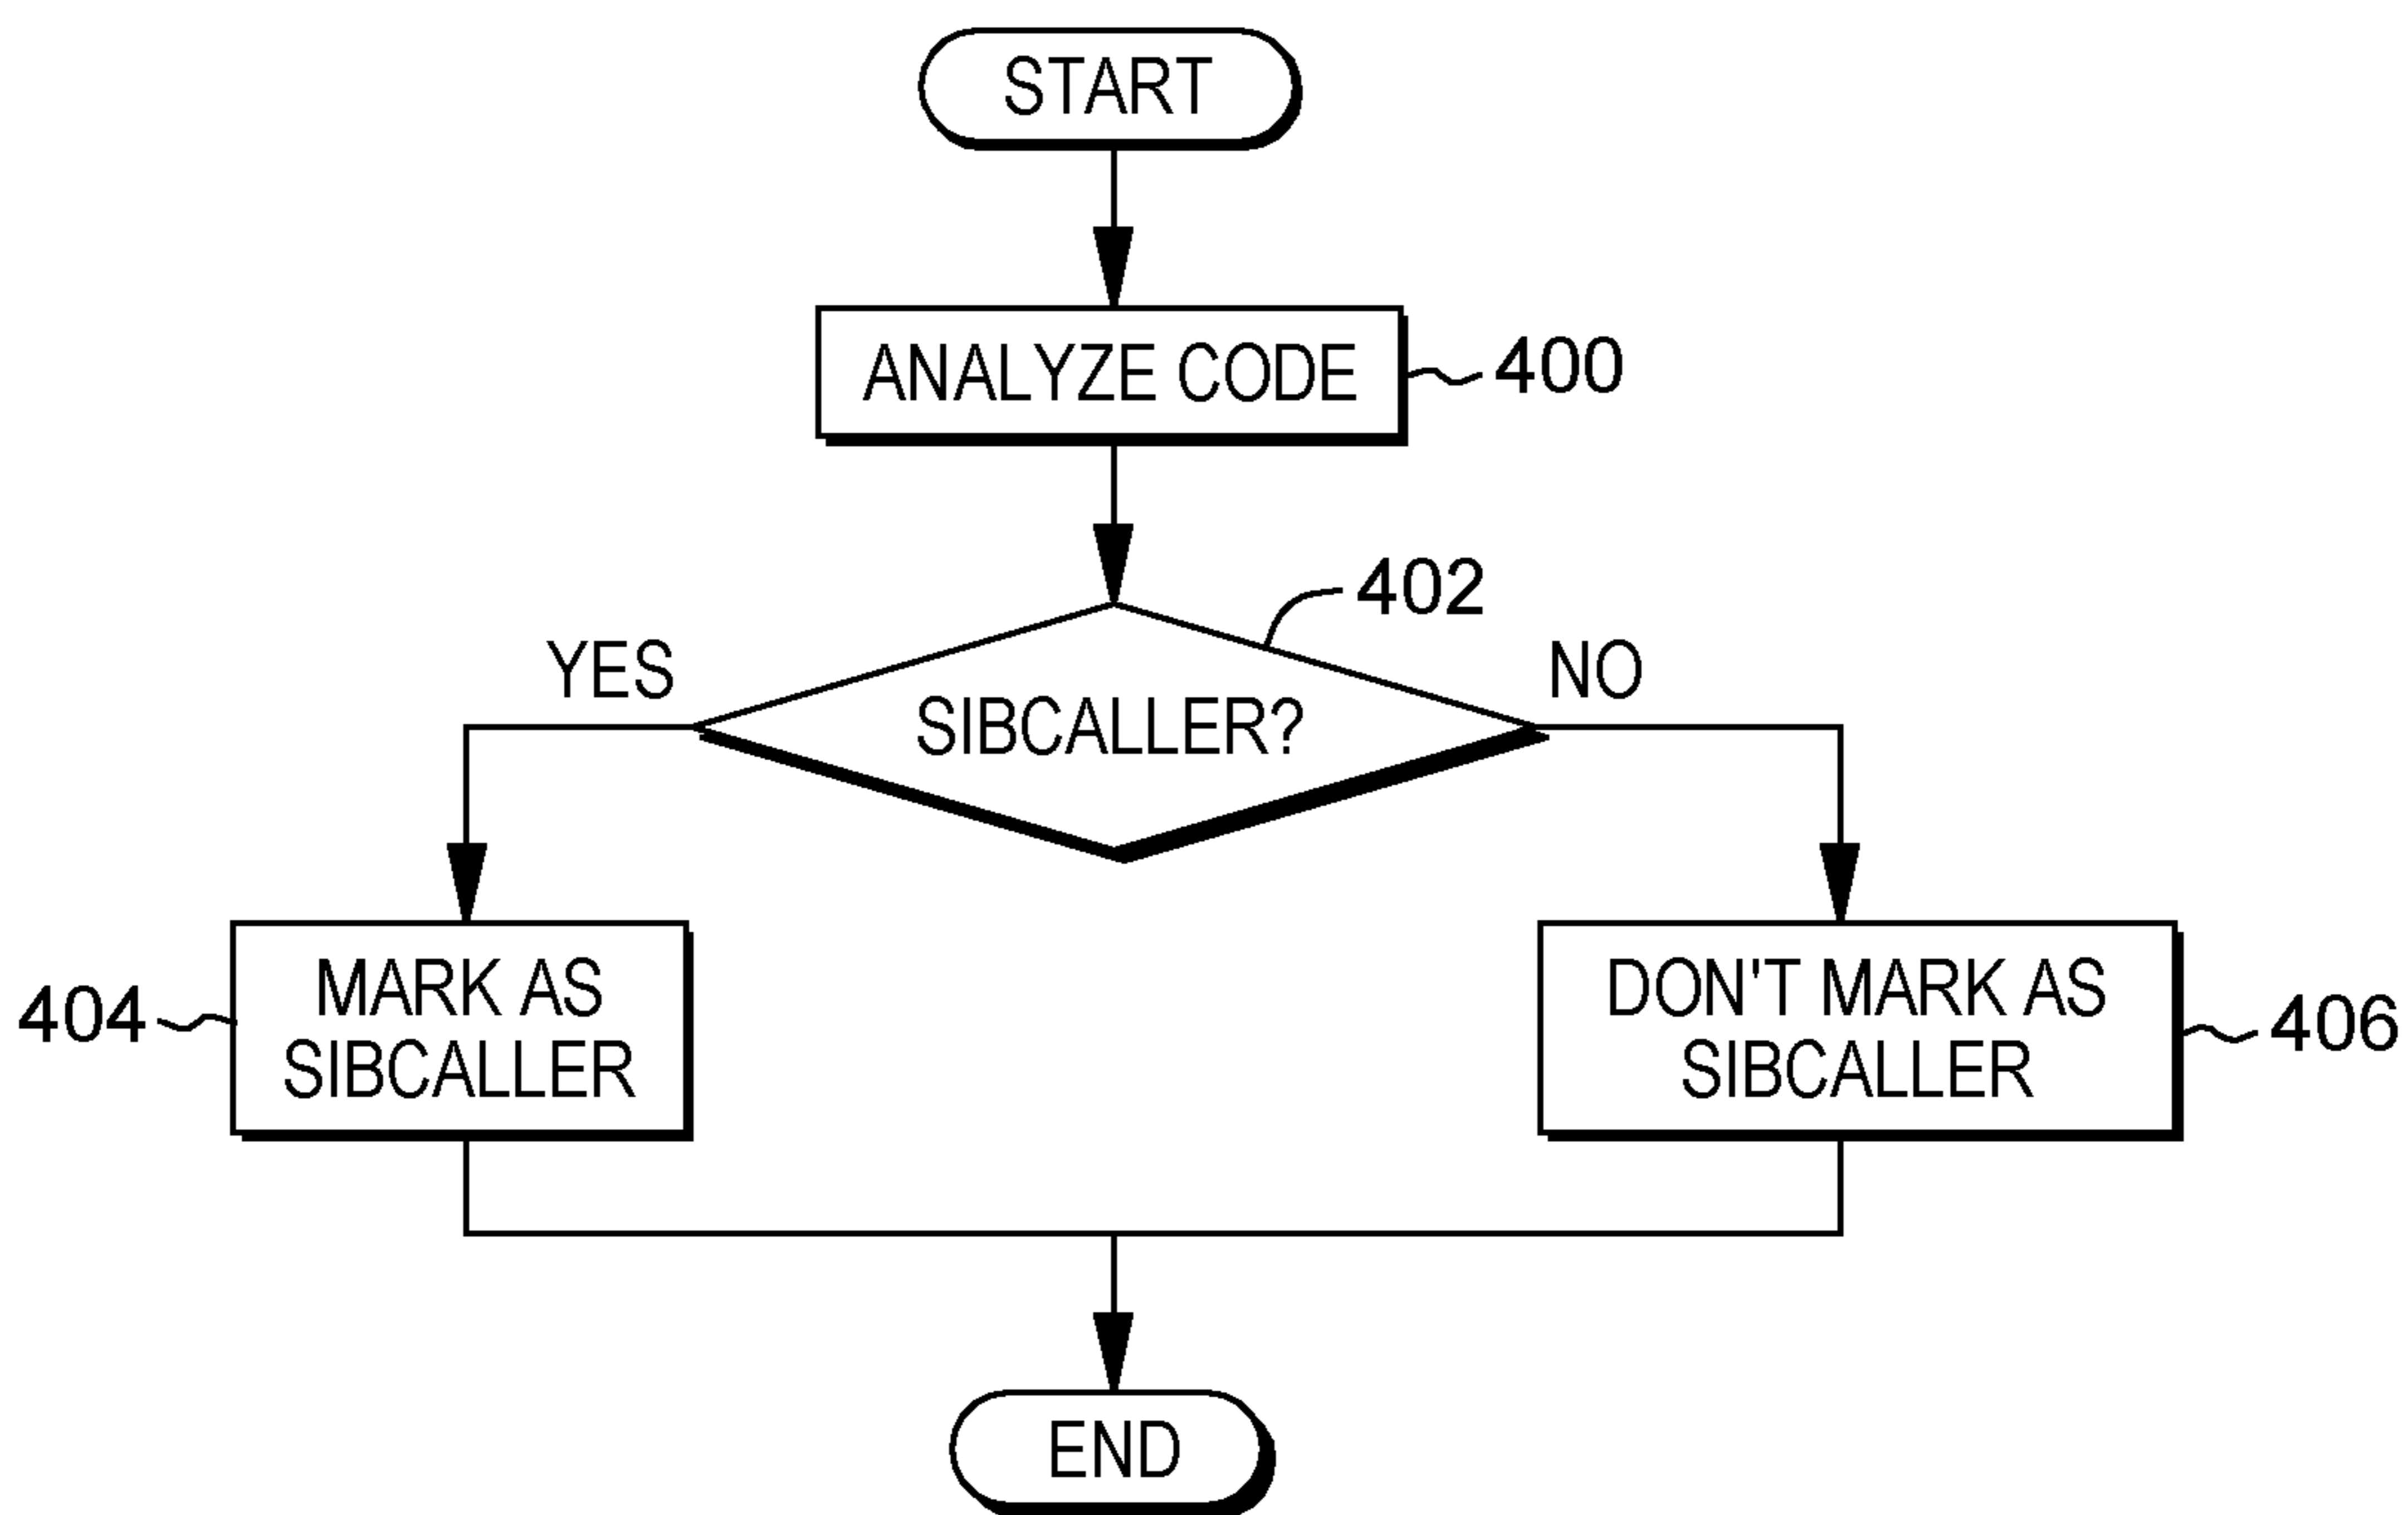 START
ANALYZE CODE
400
402
YES
NO
SIBCALLER?
404
MARK AS
SIBCALLER
DON'T MARK AS
SIBCALLER
406
END